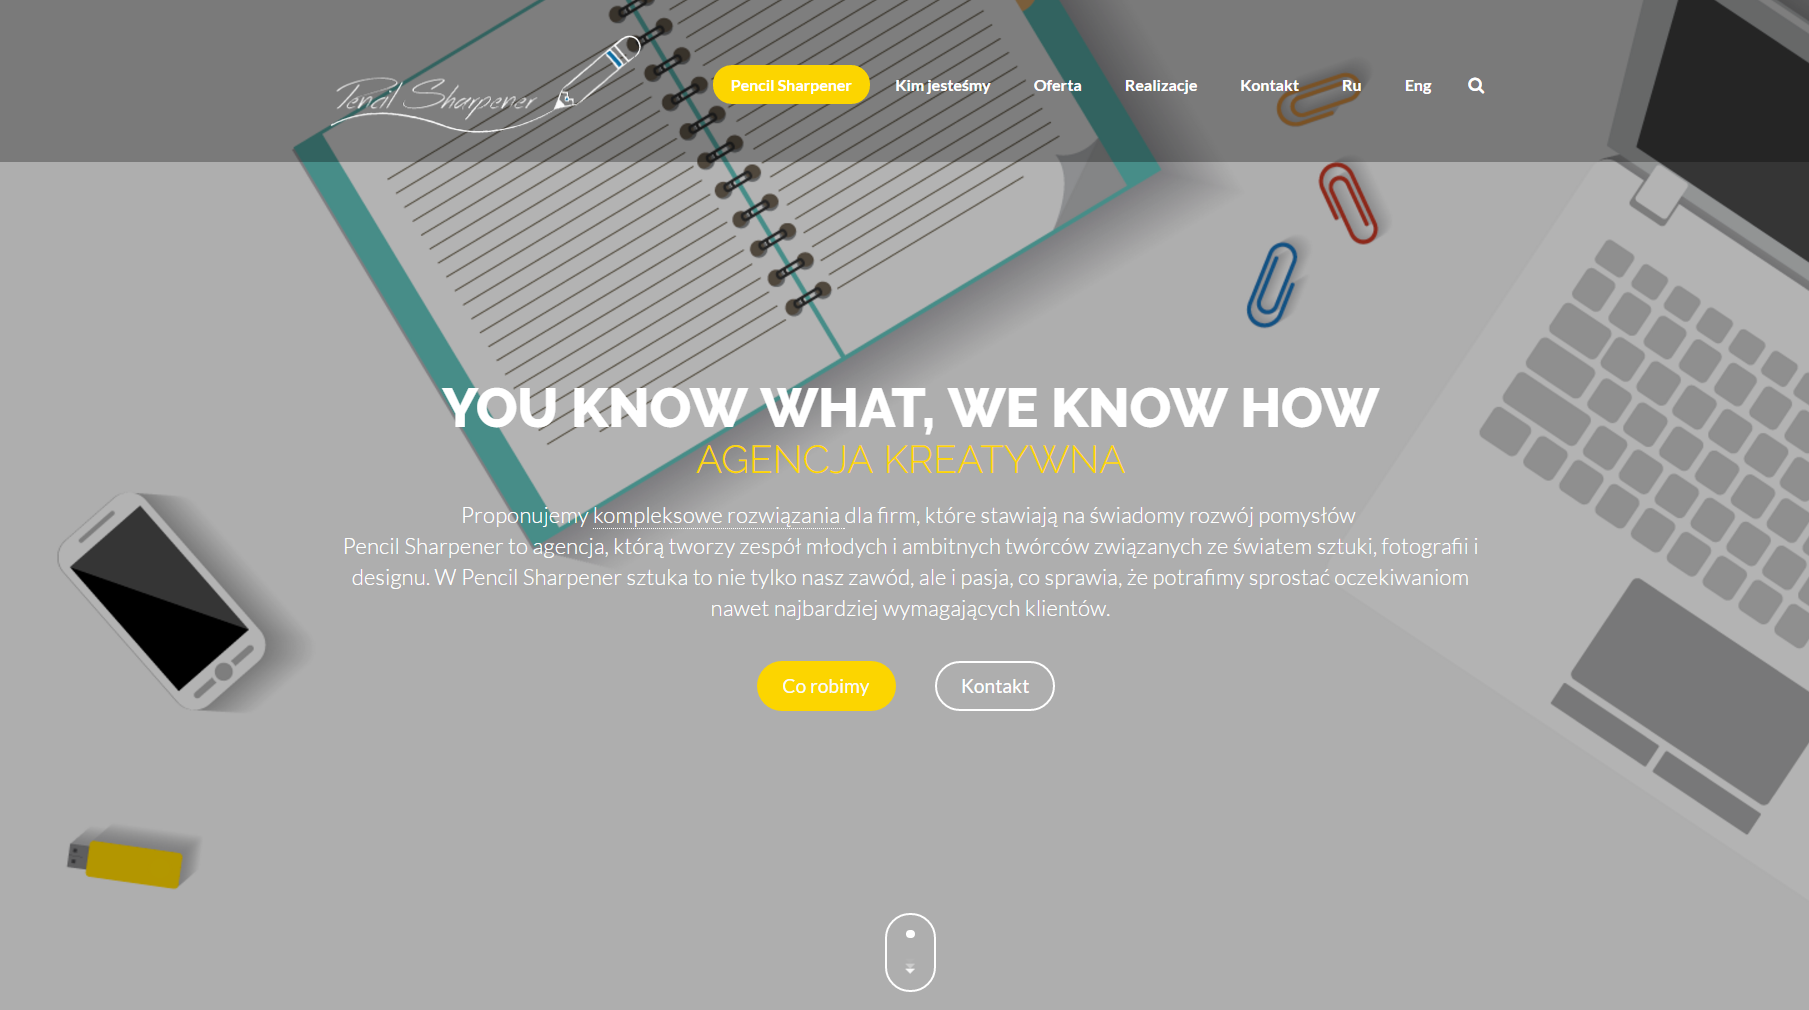 Pencil Sharpener
Pencil Sharpener Kim jesteśmy Oferta Realizacje Kontakt Ru Eng
YOU KNOW WHAT, WE KNOW HOW
AGENCJA KREATYWNA
Proponujemy kompleksowe rozwiązania dla firm, które stawiają na świadomy rozwój pomysłów
Pencil Sharpener to agencja, którą tworzy zespół młodych i ambitnych twórców związanych ze światem sztuki, fotografii i
designu. W Pencil Sharpener sztuka to nie tylko nasz zawód, ale i pasja, co sprawia, że potrafimy sprostać oczekiwaniom
nawet najbardziej wymagających klientów.
Co robimy Kontakt